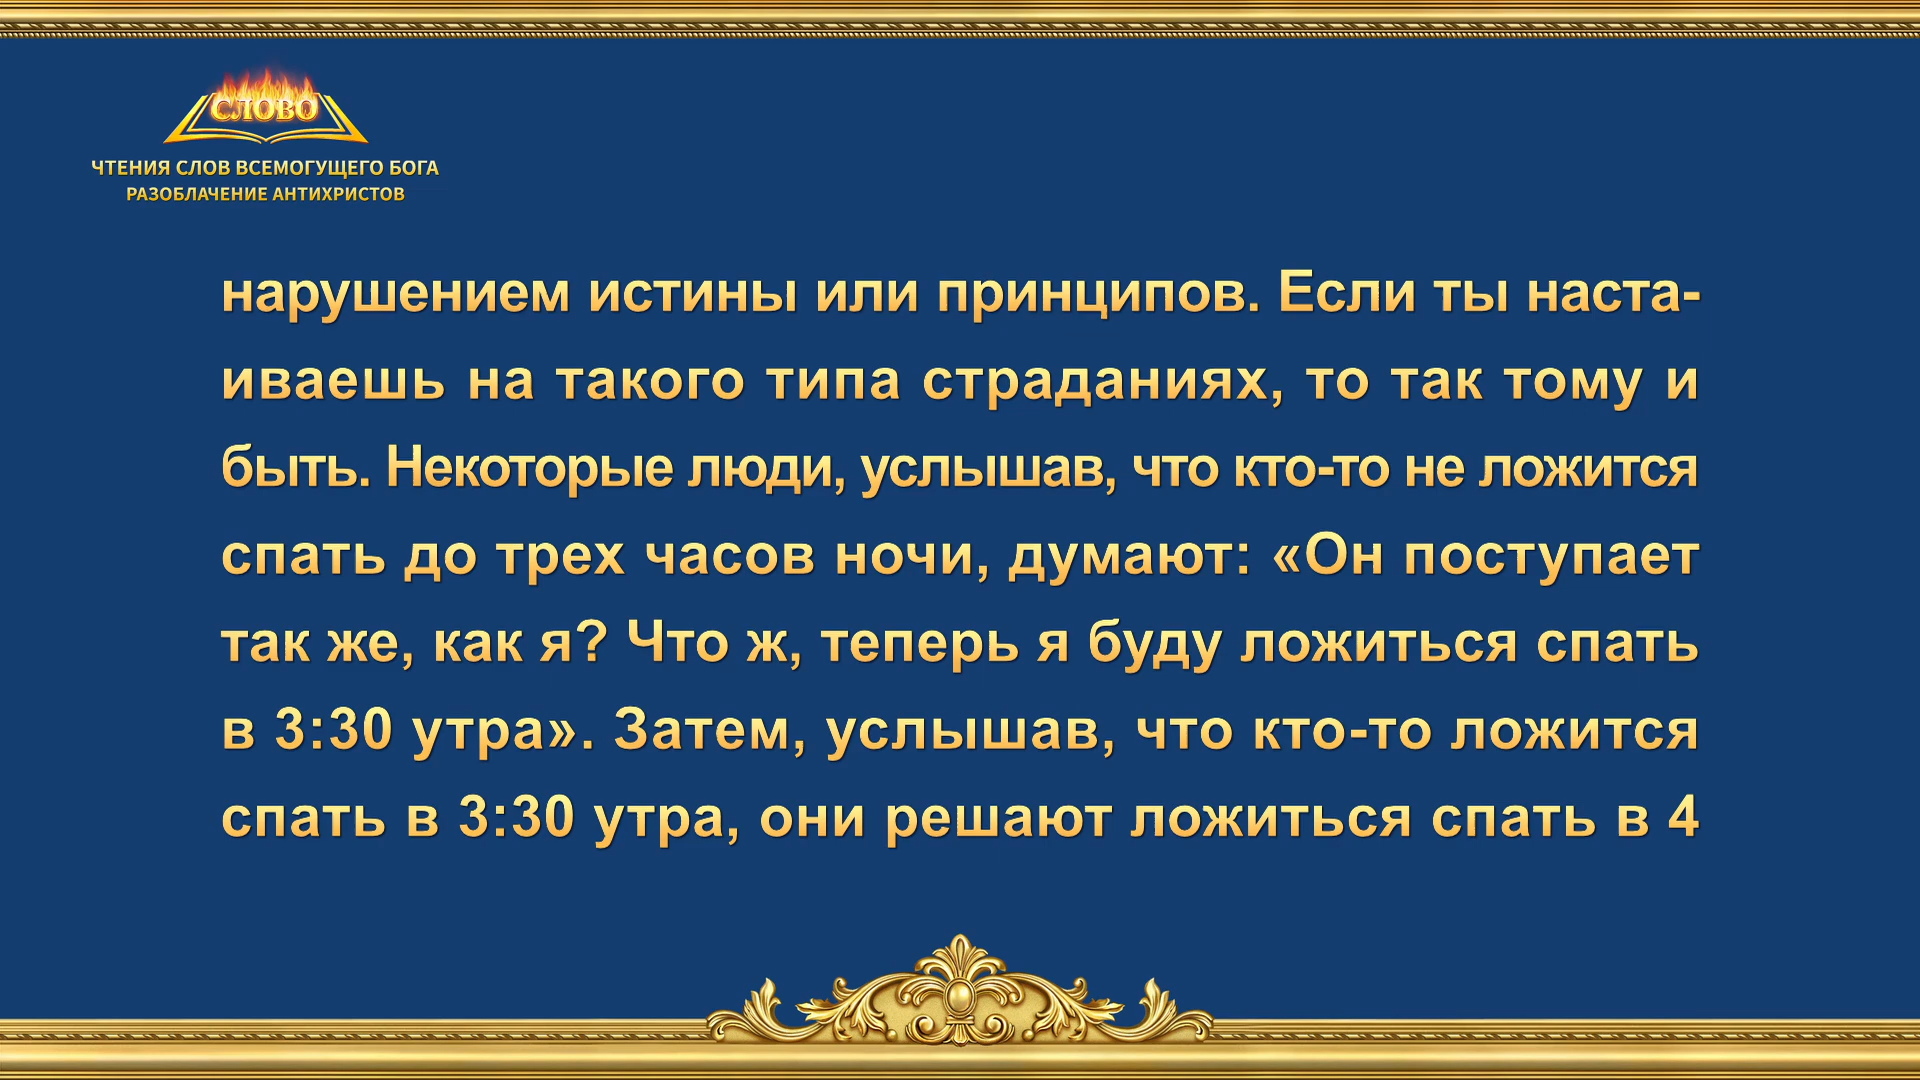 СЛОВО
ЧТЕНИЯ СЛОВ ВСЕМОГУЩЕГО БОГА
РАЗОБЛАЧЕНИЕ АНТИХРИСТОВ
нарушением истины или принципов. Если ты наста-
иваешь на такого типа страданиях, то так тому и
быть. Некоторые люди, услышав, что кто-то не ложится
спать до трех часов ночи, думают: «Он поступает
так же, как я? Что ж, теперь я буду ложиться спать
в 3:30 утра». Затем, услышав, что кто-то ложится
спать в 3:30 утра, они решают ложиться спать в 4